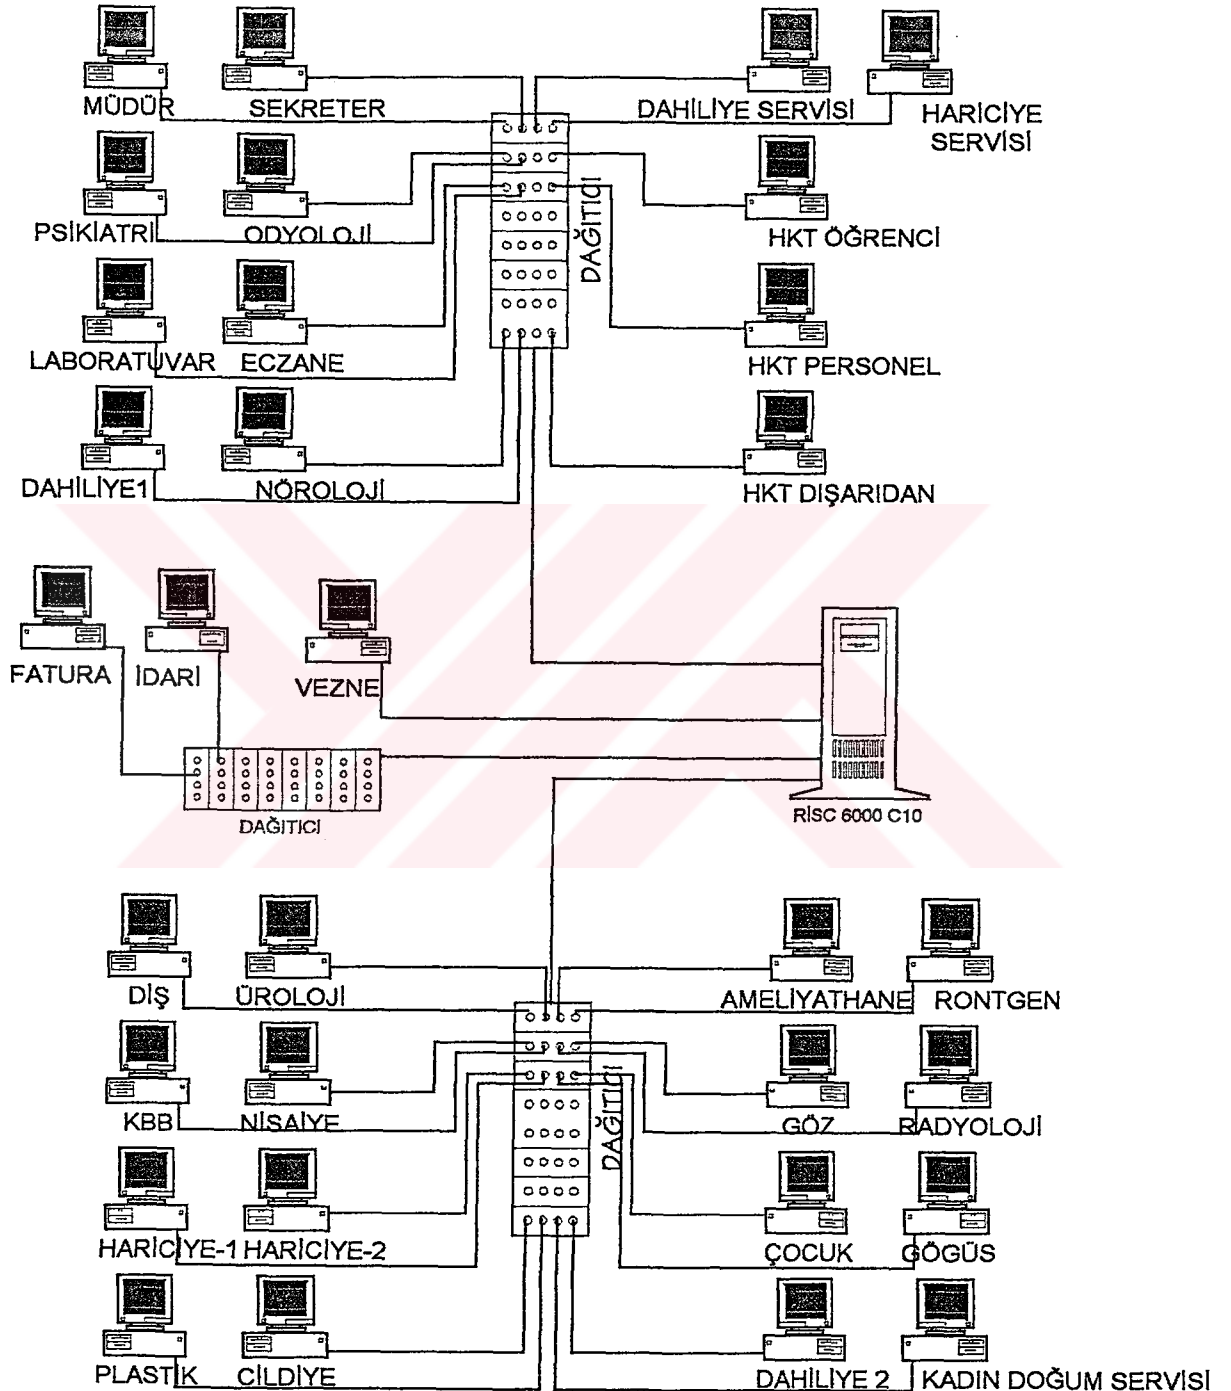 MÜDÜR
SEKRETER
DAHİLİYE SERVİSİ
HARİCİYE
SERVİSİ
PSİKİATRİ
ODYOLOJİ
DAĞITICI
HKT ÖĞRENCİ
LABORATUVAR
ECZANE
HKT PERSONEL
DAHİLİYE1
NÖROLOJİ
HKT DIŞARIDAN
FATURA
İDARİ
VEZNE
DAĞITICI
RİSC 6000 C10
DİŞ
ÜROLOJİ
AMELİYATHANE
RONTGEN
KBB
NİSAİYE
DAĞITICI
GÖZ
RADYOLOJİ
HARİCİYE-1
HARİCİYE-2
ÇOCUK
GÖGÜS
PLASTİK
CİLDİYE
DAHİLİYE 2
KADIN DOĞUM SERVİSİ